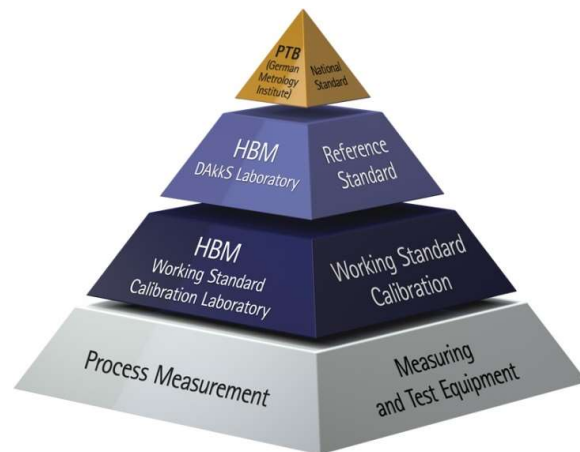 PTB
(German
Metrology
Institute)
National
Standard
HBM
DAkkS Laboratory
Reference
Standard
HBM
Working Standard
Calibration Laboratory
Working Standard
Calibration
Process Measurement
Measuring
and Test Equipment